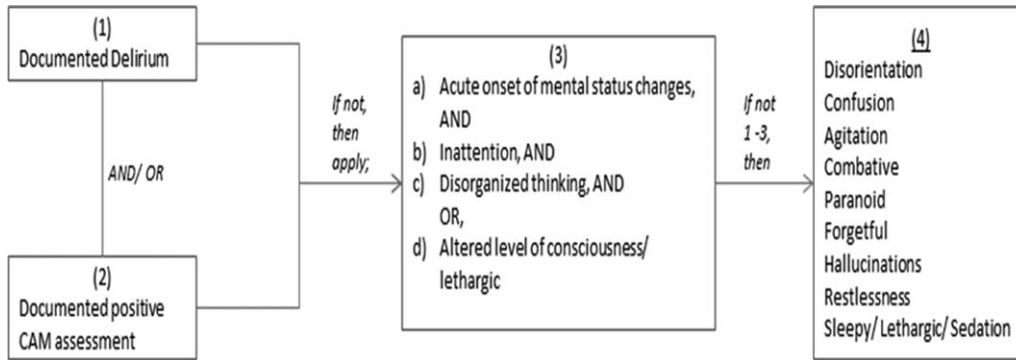 (1)
Documented Delirium
AND/ OR
(2)
Documented positive
CAM assessment
If not,
then
apply;
(3)
a) Acute onset of mental status changes,
AND
b) Inattention, AND
c) Disorganized thinking, AND
OR,
d) Altered level of consciousness/
lethargic
If not
1 -3,
then
(4)
Disorientation
Confusion
Agitation
Combative
Paranoid
Forgetful
Hallucinations
Restlessness
Sleepy/ Lethargic/ Sedation